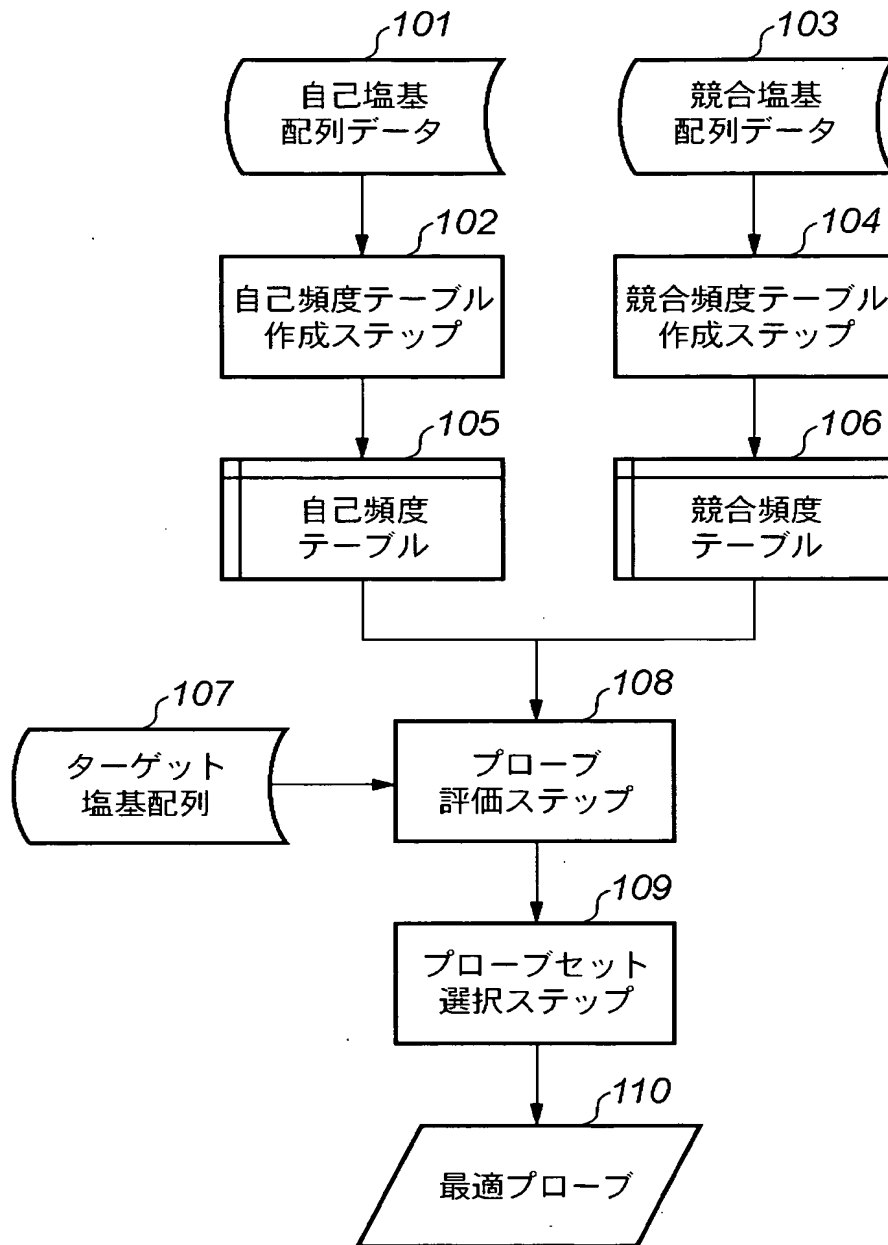 101
自己塩基
配列データ
103
競合塩基
配列データ
102
自己頻度テーブル
作成ステップ
104
競合頻度テーブル
作成ステップ
105
自己頻度
テーブル
106
競合頻度
テーブル
107
ターゲット
塩基配列
108
プローブ
評価ステップ
109
プローブセット
選択ステップ
110
最適プローブ